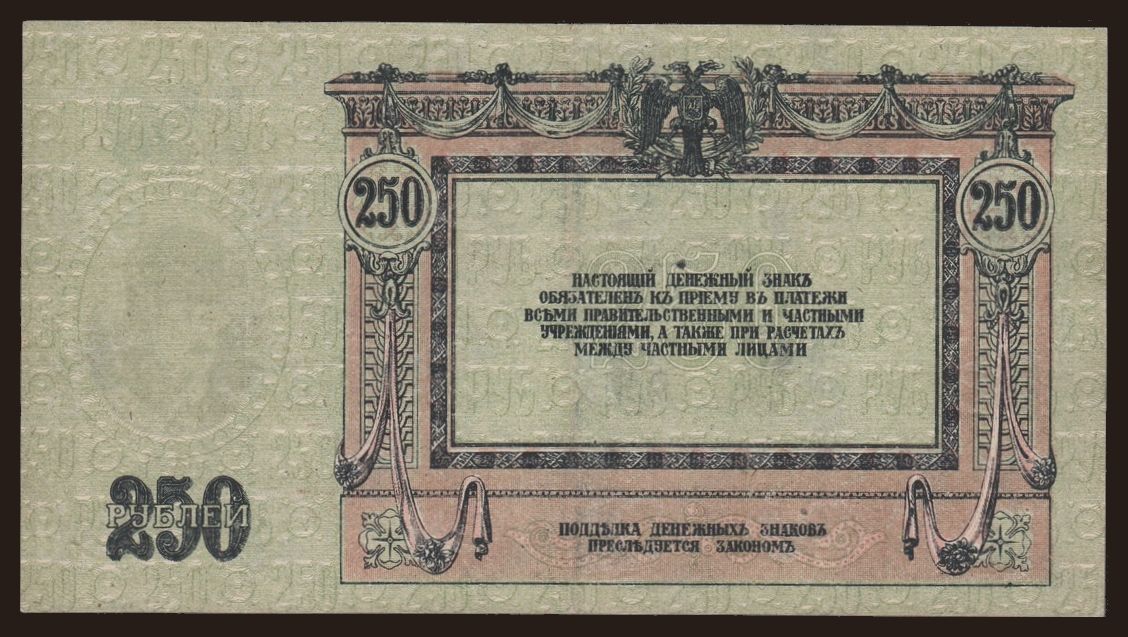 250
250
НАСТОЯЩІЙ ДЕНЕЖНЫЙ ЗНАКЪ
ОБЯЗАТЕЛЕНЪ КЪ ПРІЕМУ ВЪ ПЛАТЕЖИ
ВСѢМИ ПРАВИТЕЛЬСТВЕННЫМИ И ЧАСТНЫМИ
УЧРЕЖДЕНІЯМИ, А ТАКЖЕ ПРИ РАСЧЕТАХЪ
МЕЖДУ ЧАСТНЫМИ ЛИЦАМИ
250
РУБЛЕЙ
ПОДДѢЛКА ДЕНЕЖНЫХЪ ЗНАКОВЪ
ПРЕСЛѢДУЕТСЯ ЗАКОНОМЪ